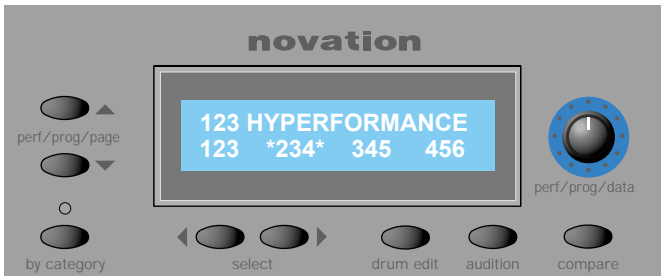 novation
123 HYPERFORMANCE
123 *234* 345 456
perf/prog/page
perf/prog/data
by category
select
drum edit
audition
compare